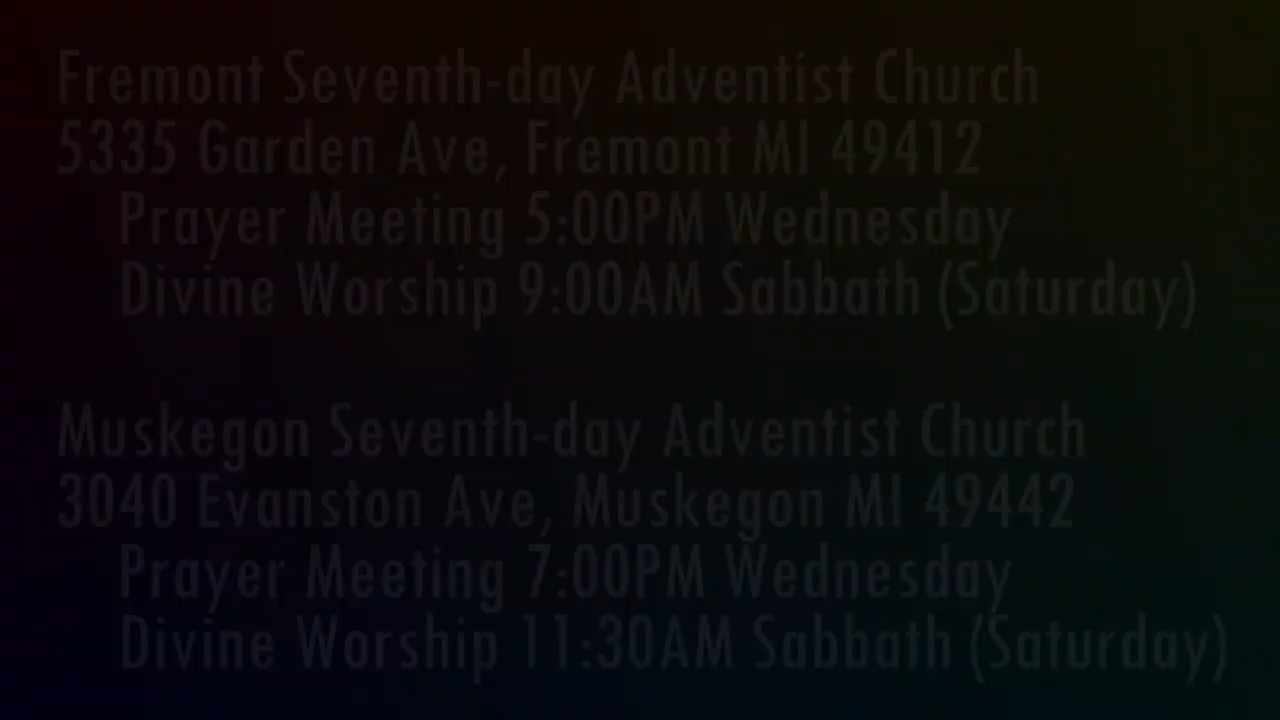 Fremont Seventh-day Adventist Church
5335 Garden Ave, Fremont MI 49412
Prayer Meeting 5:00PM Wednesday
Divine Worship 9:00AM Sabbath (Saturday)
Muskegon Seventh-day Adventist Church
3040 Evanston Ave, Muskegon MI 49442
Prayer Meeting 7:00PM Wednesday
Divine Worship 11:30AM Sabbath (Saturday)